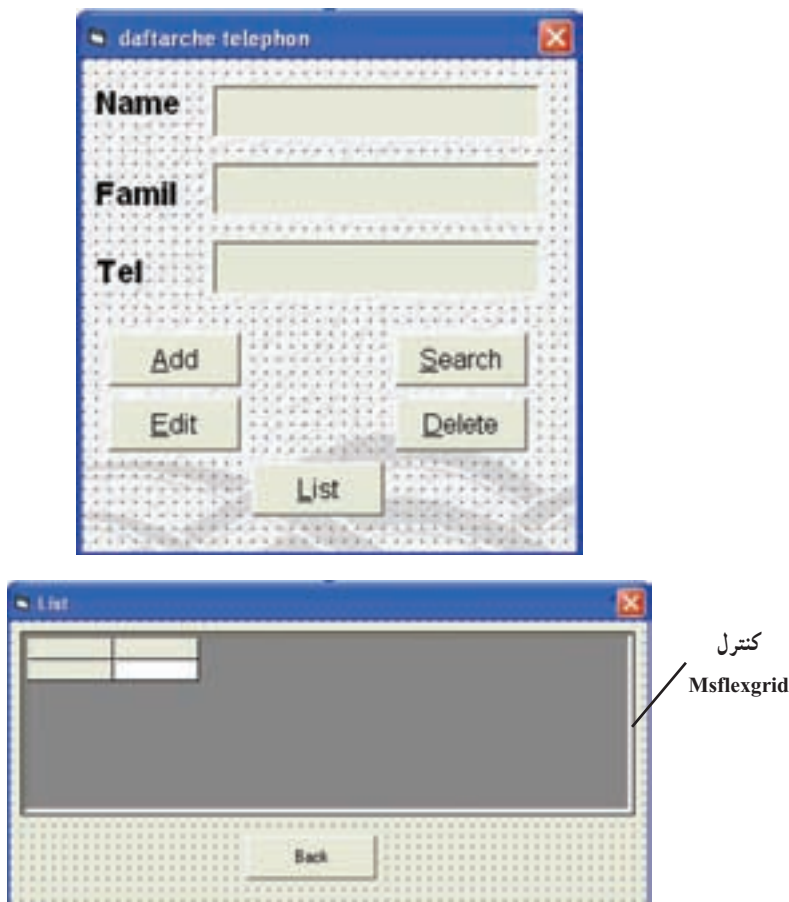 daftarche telephon
Name
Famil
Tel
Add
Search
Edit
Delete
List
List
کنترل
Msflexgrid
Back